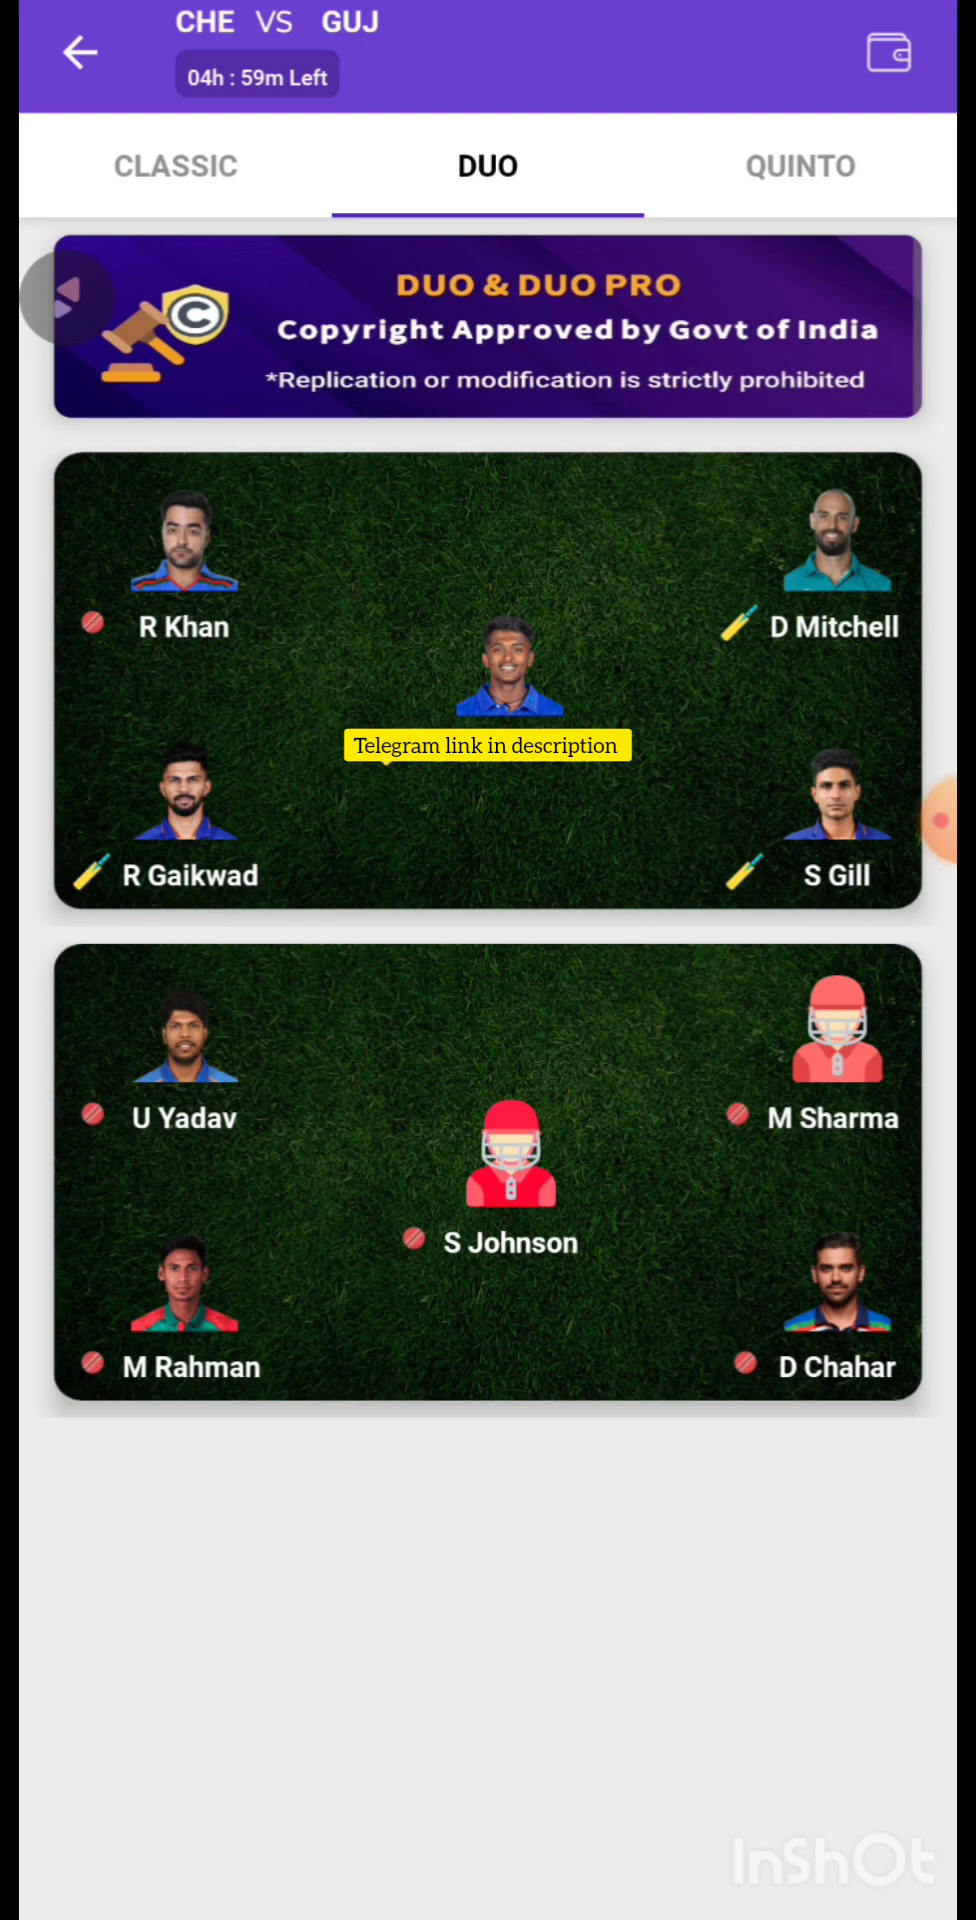 CHE VS GUJ
04h : 59m Left
CLASSIC DUO QUINTO
DUO & DUO PRO
C
Copyright Approved by Govt of India
*Replication or modification is strictly prohibited
R Khan
D Mitchell
Telegram link in description
R Gaikwad
S Gill
U Yadav
M Sharma
S Johnson
M Rahman
D Chahar
InShOt